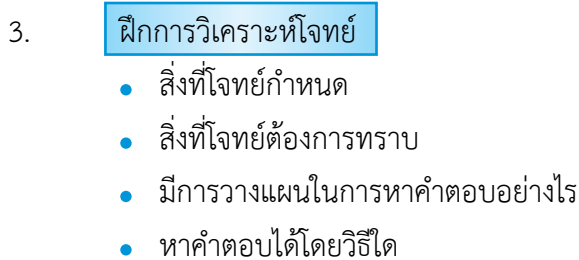 3. ฝึกการวิเคราะห์โจทย์
• สิ่งที่โจทย์กำหนด
• สิ่งที่โจทย์ต้องการทราบ
• มีการวางแผนในการหาคำตอบอย่างไร
• หาคำตอบได้โดยวิธีใด